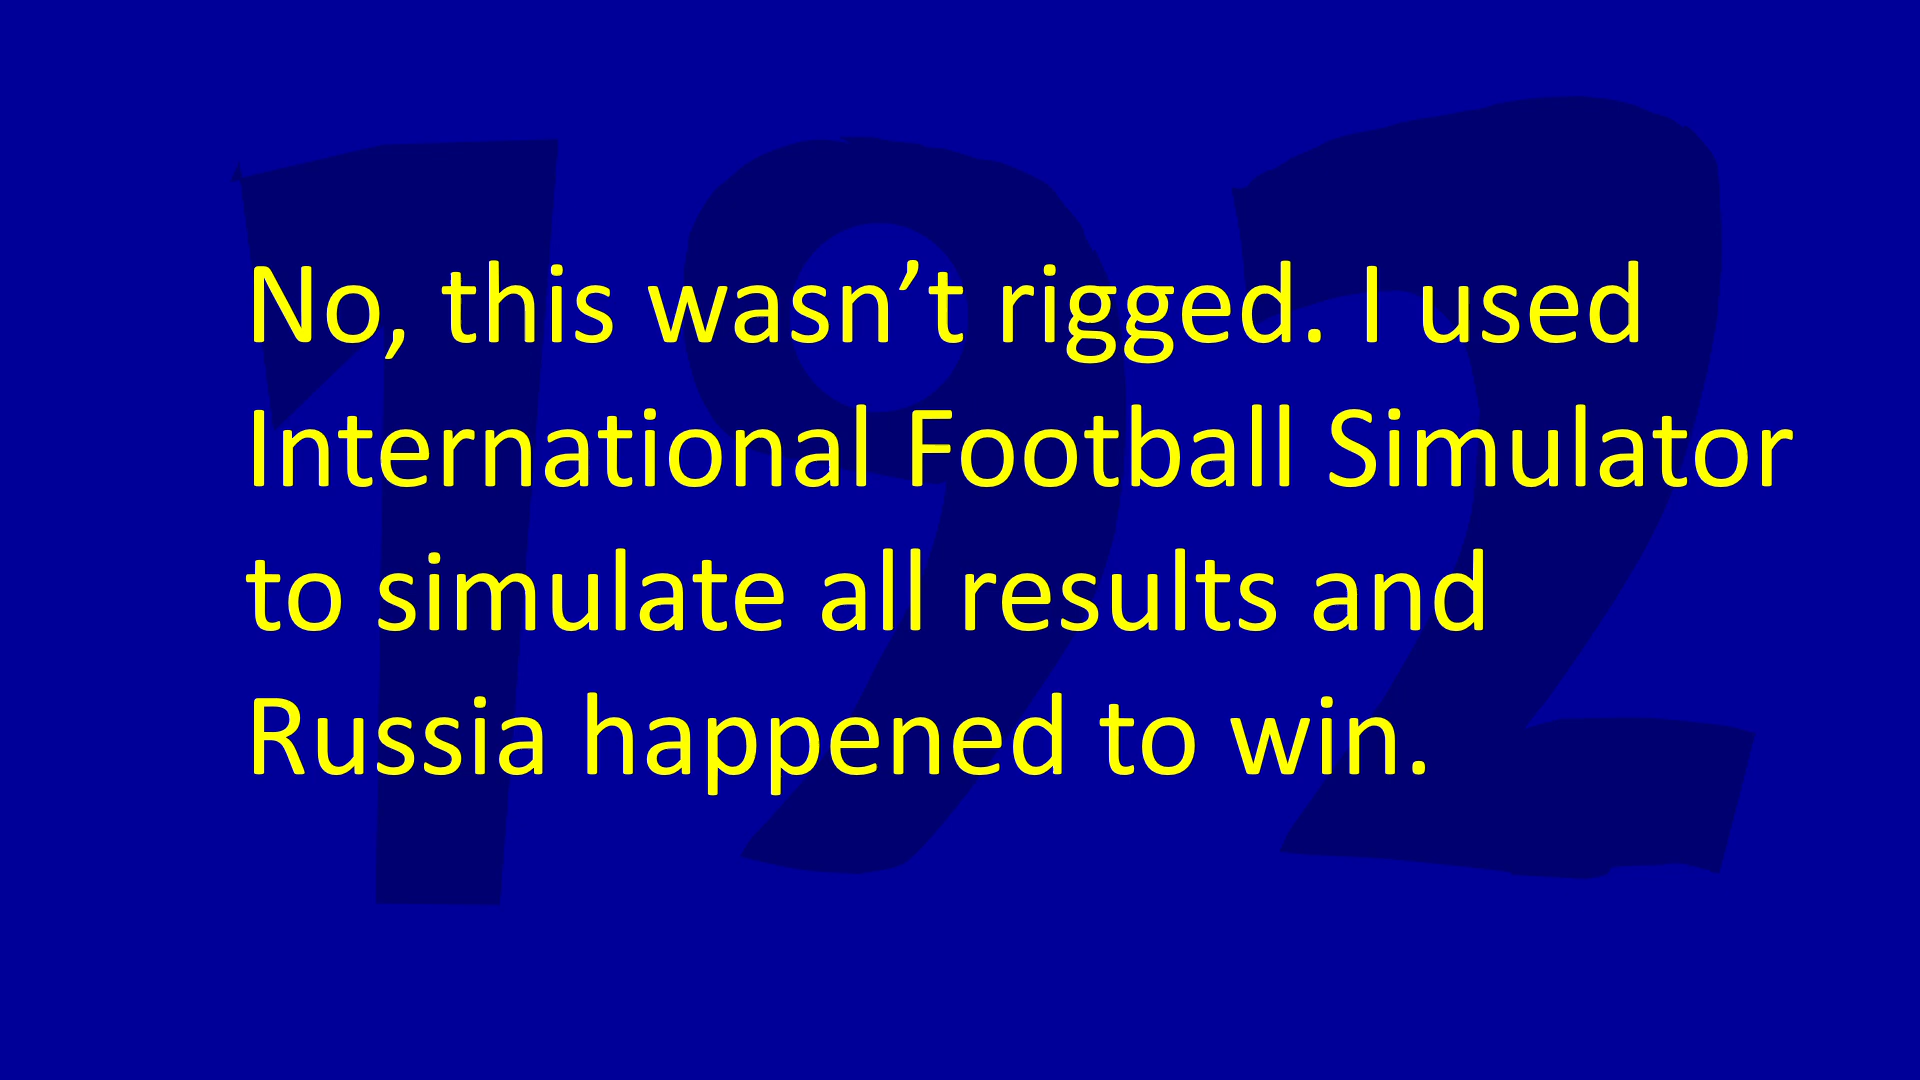 192
No, this wasn’t rigged. I used
International Football Simulator
to simulate all results and
Russia happened to win.